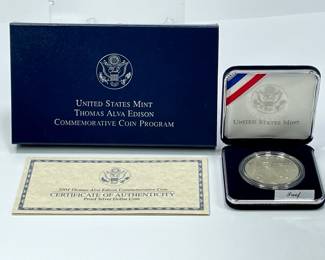 UNITED STATES MINT
THOMAS ALVA EDISON
COMMEMORATIVE COIN PROGRAM
UNITED STATES MINT
2004 Thomas Alva Edison Commemorative Coin
CERTIFICATE OF AUTHENTICITY
Proof Silver Dollar Coin
Proof